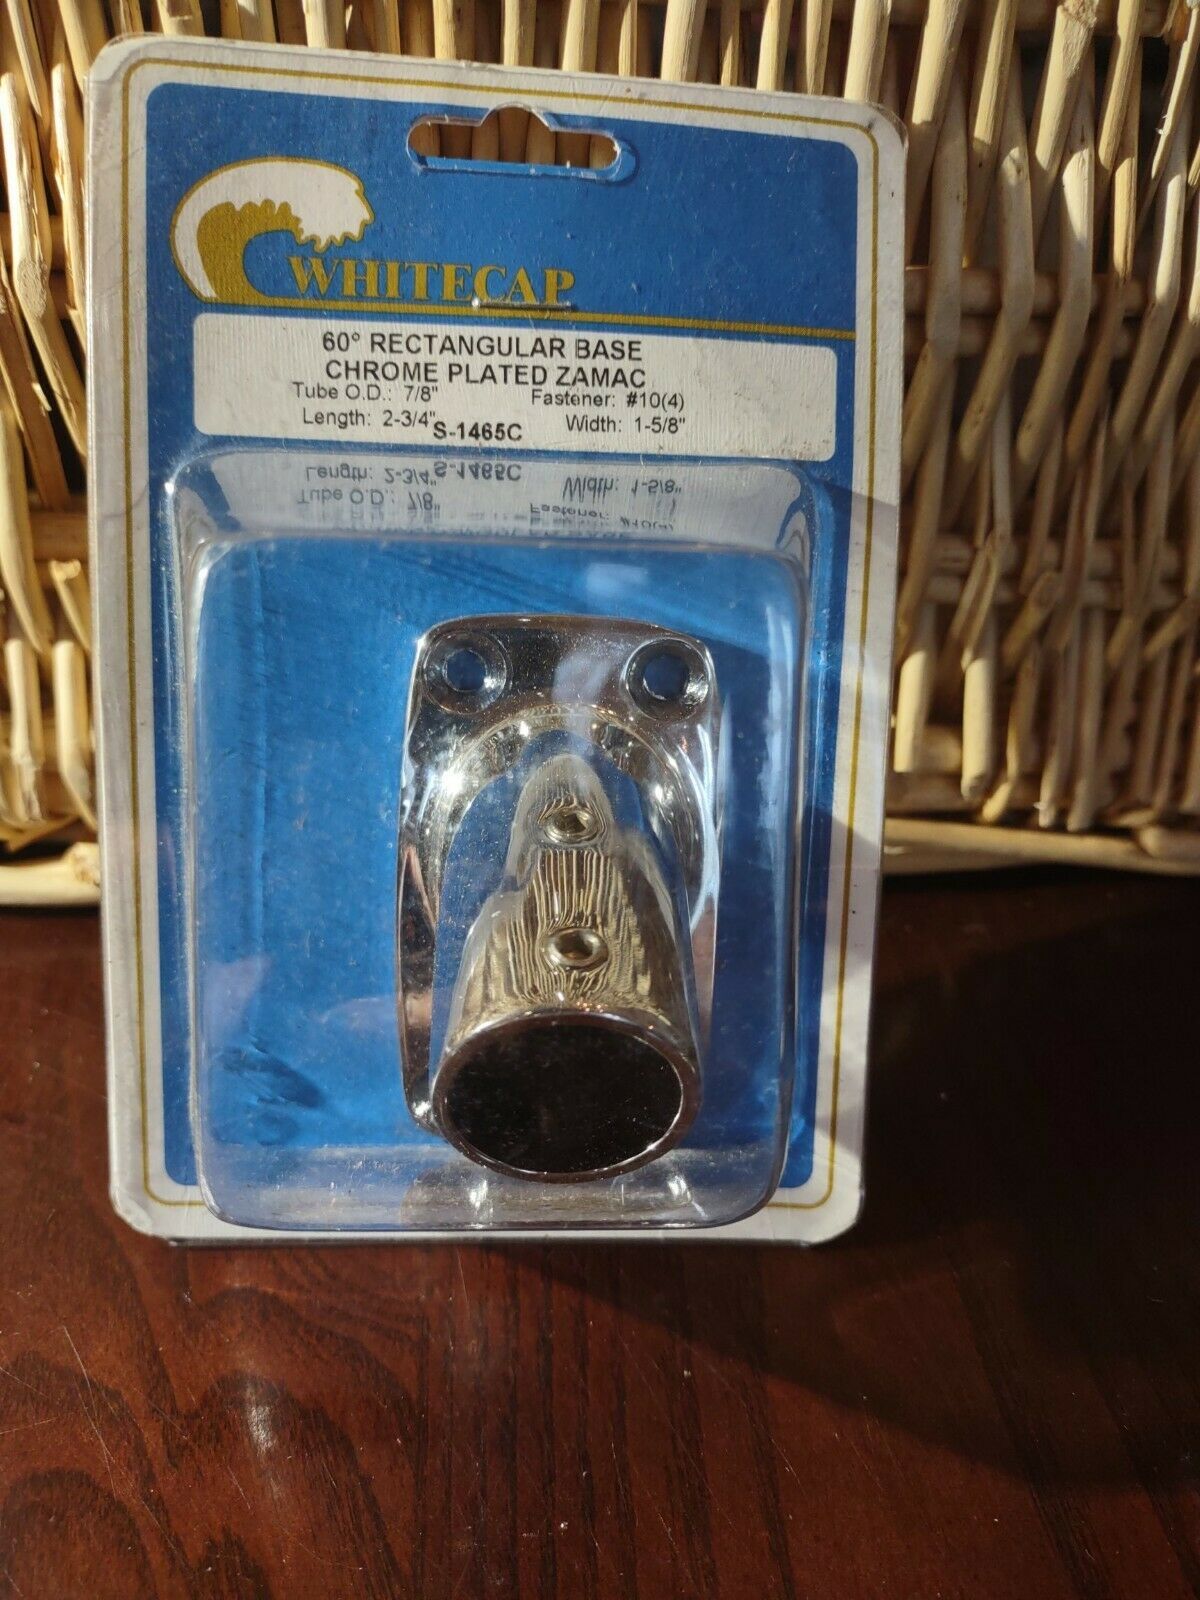 WHITECAP
60° RECTANGULAR BASE
CHROME PLATED ZAMAC
Tube O.D.: 7/8" Fastener: #10(4)
Length: 2-3/4" S-1465C Width: 1-5/8"